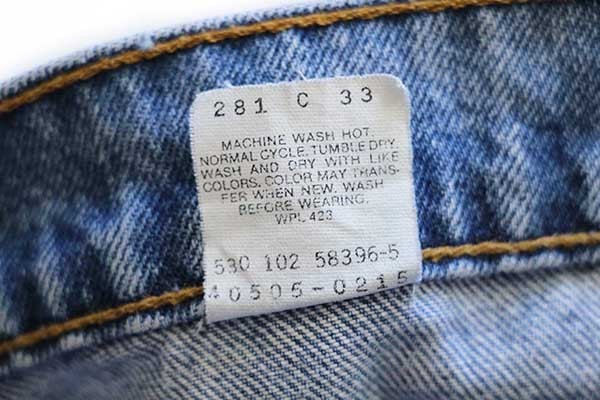 281 C 33
MACHINE WASH HOT.
NORMAL CYCLE. TUMBLE DRY.
WASH AND DRY WITH LIKE
COLORS. COLOR MAY TRANS-
FER WHEN NEW. WASH
BEFORE WEARING.
WPL 423
530 102 58396-5
40505-0215